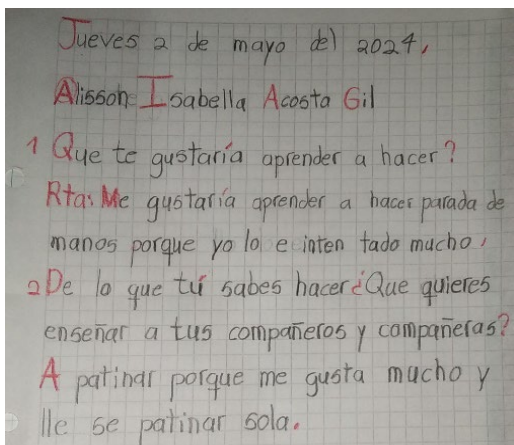 Jueves 2 de mayo del 2024,
Alisson Isabella Acosta Gil
1 Que te gustaría aprender a hacer?
Rta: Me gustaría aprender a hacer parada de
manos porque yo lo e inten tado mucho,
2 De lo que tú sabes hacer ¿Que quieres
enseñar a tus compañeros y compañeras?
A patinar porque me gusta mucho y
lle se patinar sola.